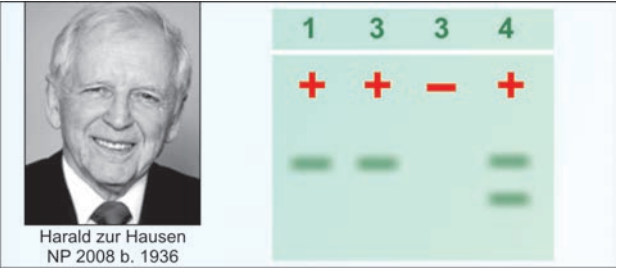 1 3 3 4
+ + − +
Harald zur Hausen
NP 2008 b. 1936